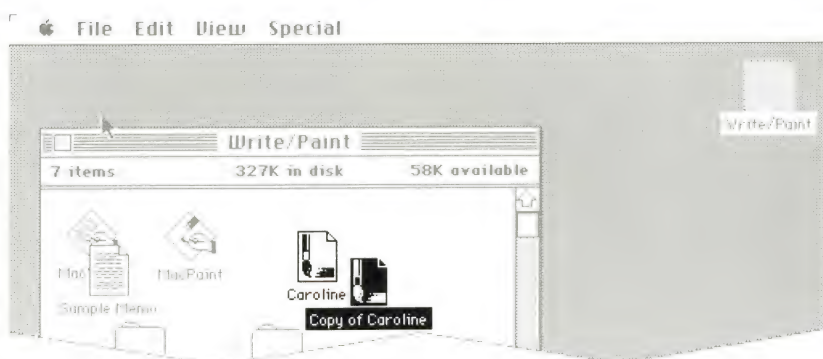 File Edit View Special
Write/Paint
Write/Paint
7 items 327K in disk 58K available
MacPaint
Caroline
Sample Memo
Copy of Caroline